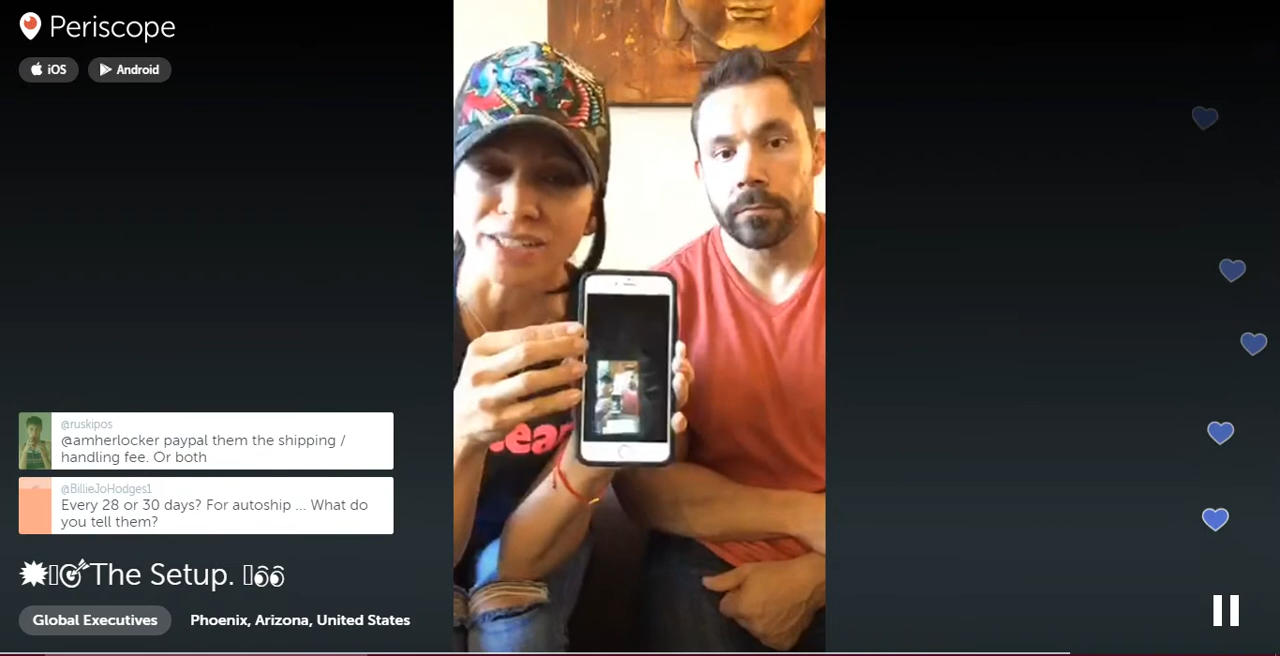 Periscope
iOS
Android
@ruskipos
@amherlocker paypal them the shipping /
handling fee. Or both
@BillieJoHodges1
Every 28 or 30 days? For autoship ... What do
you tell them?
The Setup.
Global Executives
Phoenix, Arizona, United States